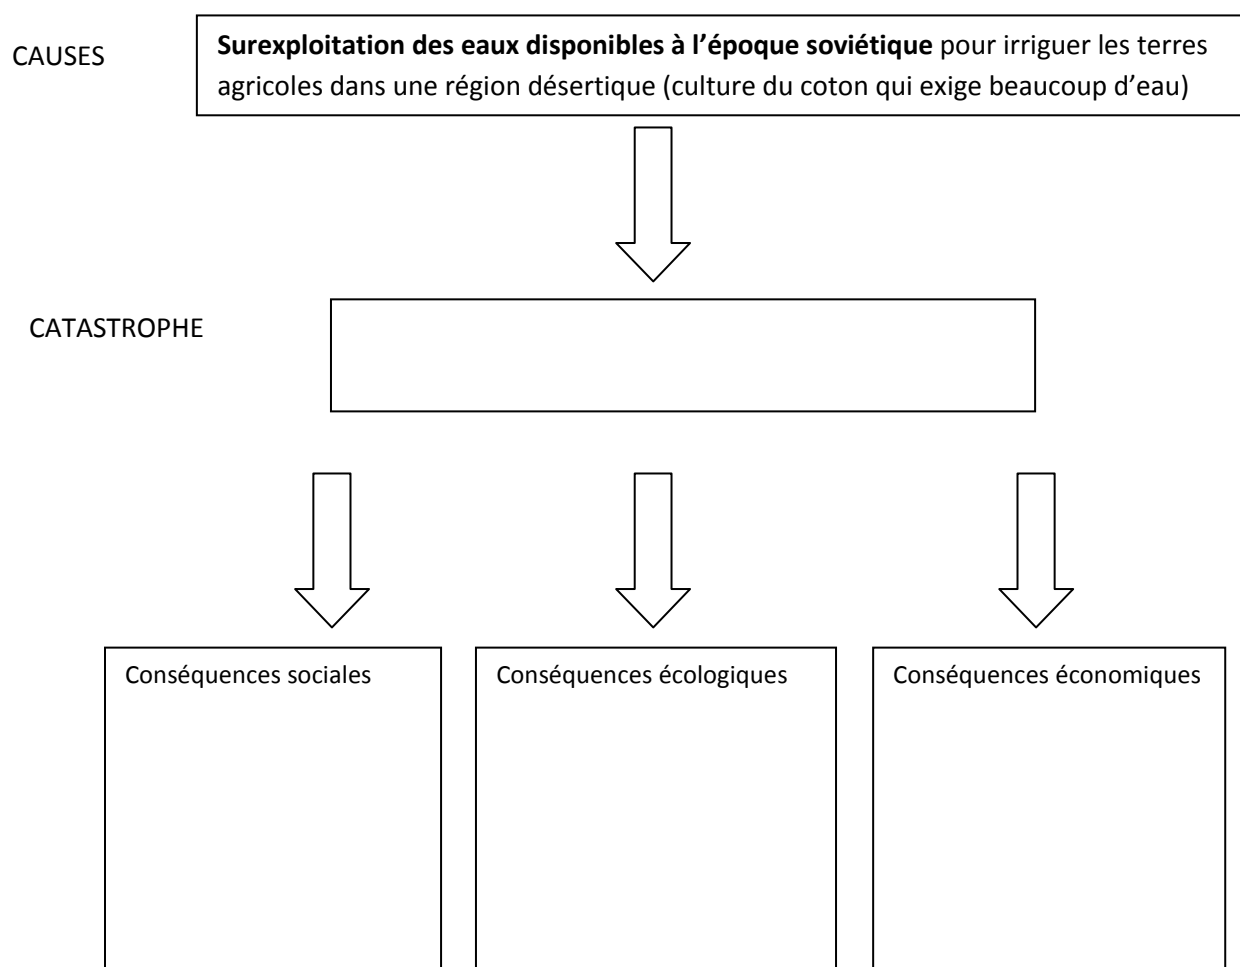 CAUSES
Surexploitation des eaux disponibles à l’époque soviétique pour irriguer les terres
agricoles dans une région désertique (culture du coton qui exige beaucoup d’eau)
CATASTROPHE
Conséquences sociales
Conséquences écologiques
Conséquences économiques